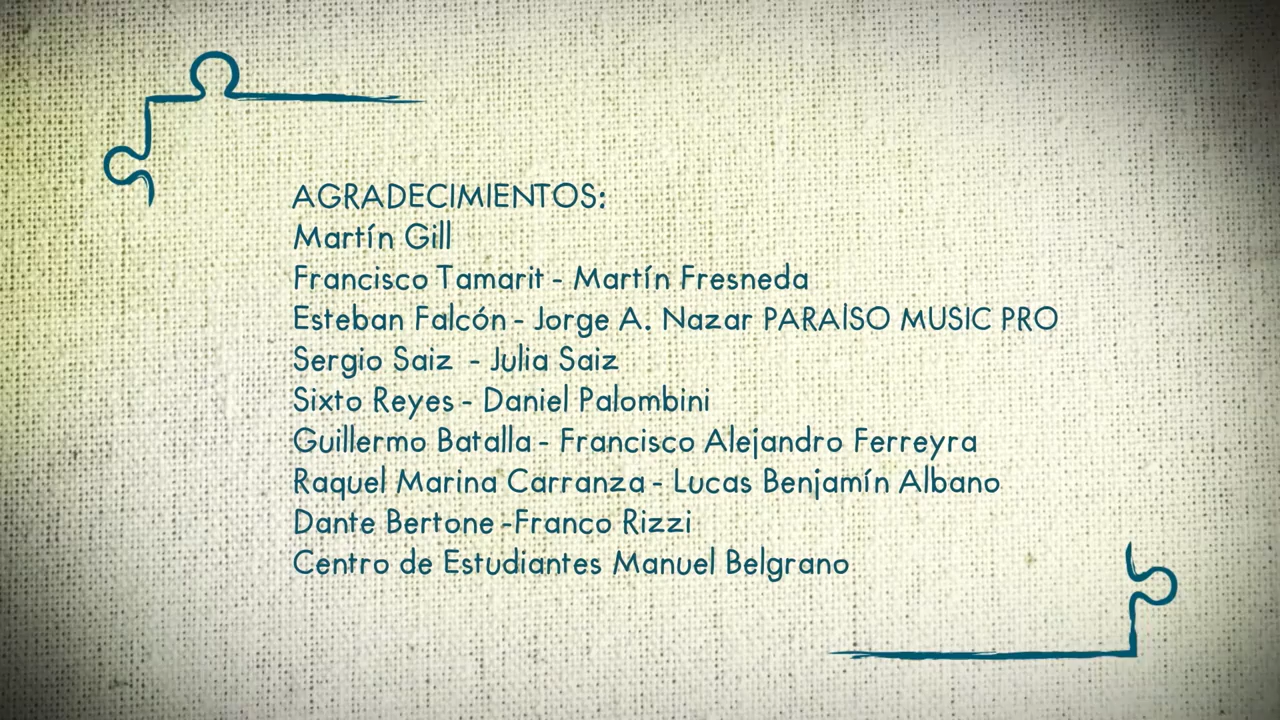 AGRADECIMIENTOS:
Martín Gill
Francisco Tamarit - Martín Fresneda
Esteban Falcón - Jorge A. Nazar PARAÍSO MUSIC PRO
Sergio Saiz - Julia Saiz
Sixto Reyes - Daniel Palombini
Guillermo Batalla - Francisco Alejandro Ferreyra
Raquel Marina Carranza - Lucas Benjamín Albano
Dante Bertone -Franco Rizzi
Centro de Estudiantes Manuel Belgrano